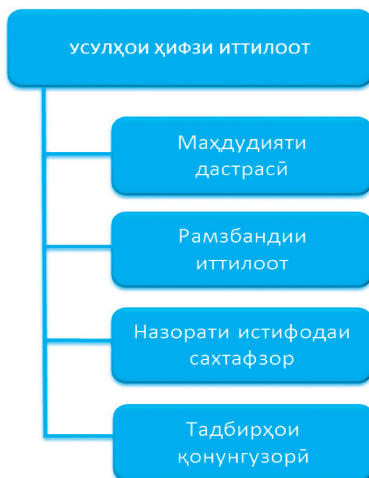 УСУЛҲОИ ҲИФЗИ ИТТИЛООТ
Маҳдудияти
дастрасӣ
Рамзбандии
иттилоот
Назорати истифодаи
сахтафзор
Тадбирҳои
қонунгузорӣ